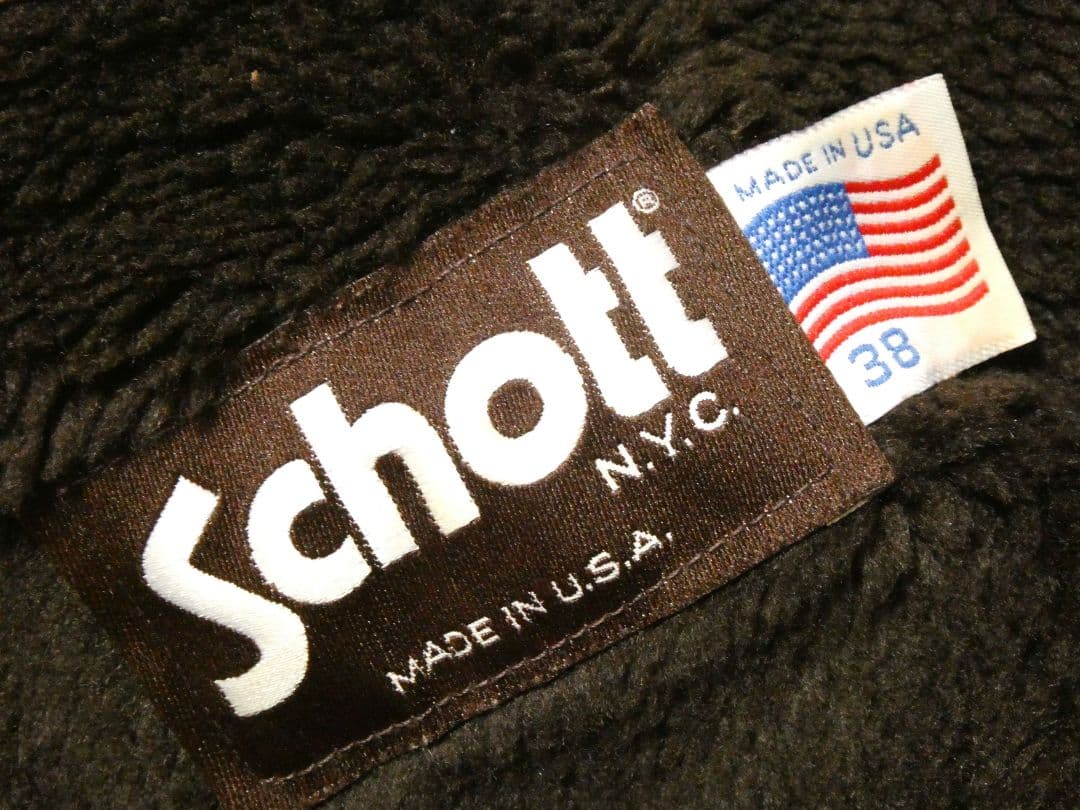 Schott®
N.Y.C.
MADE IN U.S.A.
MADE IN USA
38